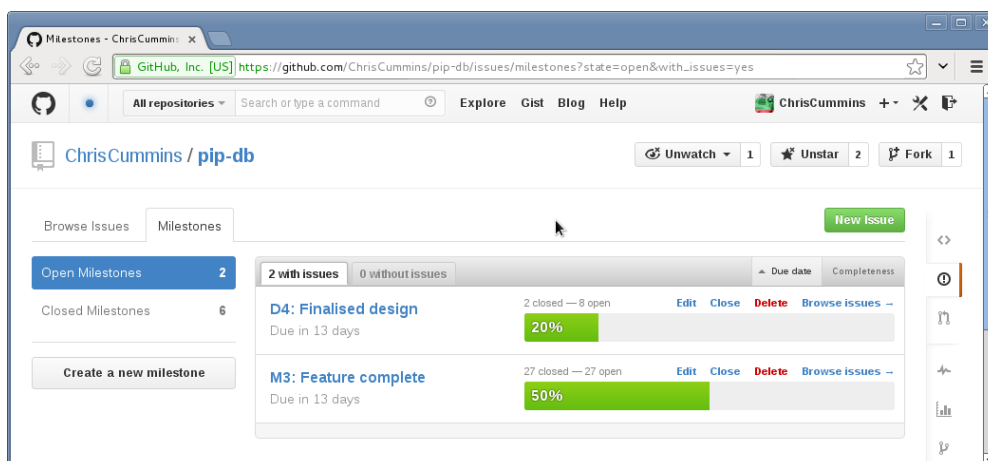 Milestones - ChrisCummin
GitHub, Inc. [US] https://github.com/ChrisCummins/pip-db/issues/milestones?state=open&with_issues=yes
All repositories Search or type a command Explore Gist Blog Help ChrisCummins
ChrisCummins / pip-db Unwatch 1 Unstar 2 Fork 1
Browse Issues Milestones New Issue
Open Milestones 2 2 with issues 0 without issues Due date Completeness
Closed Milestones 6
Create a new milestone
D4: Finalised design 2 closed — 8 open Edit Close Delete Browse issues →
Due in 13 days 20%
M3: Feature complete 27 closed — 27 open Edit Close Delete Browse issues →
Due in 13 days 50%